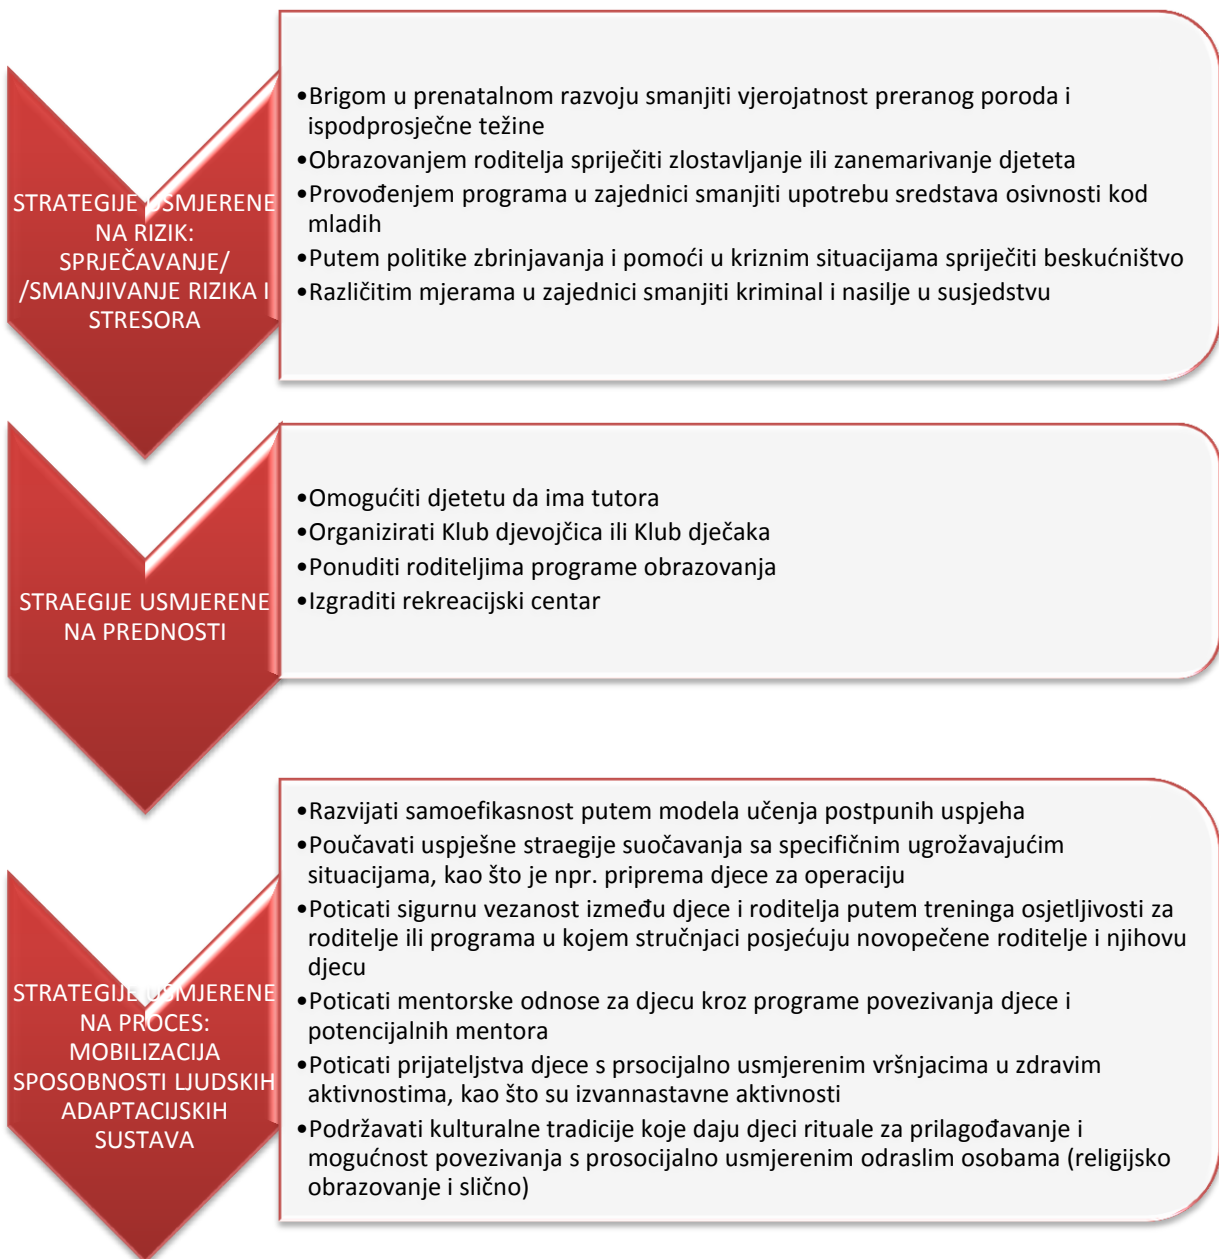 STRATEGIJE USMJERENE
NA RIZIK:
SPRJEČAVANJE/
/SMANJIVANJE RIZIKA I
STRESORA
•Brigom u prenatalnom razvoju smanjiti vjerojatnost preranog poroda i
ispodprosječne težine
•Obrazovanjem roditelja spriječiti zlostavljanje ili zanemarivanje djeteta
•Provođenjem programa u zajednici smanjiti upotrebu sredstava osivnosti kod
mladih
•Putem politike zbrinjavanja i pomoći u kriznim situacijama spriječiti beskućništvo
•Različitim mjerama u zajednici smanjiti kriminal i nasilje u susjedstvu
STRAEGIJE USMJERENE
NA PREDNOSTI
•Omogućiti djetetu da ima tutora
•Organizirati Klub djevojčica ili Klub dječaka
•Ponuditi roditeljima programe obrazovanja
•Izgraditi rekreacijski centar
STRATEGIJE USMJERENE
NA PROCES:
MOBILIZACIJA
SPOSOBNOSTI LJUDSKIH
ADAPTACIJSKIH
SUSTAVA
•Razvijati samoefikasnost putem modela učenja postpunih uspjeha
•Poučavati uspješne straegije suočavanja sa specifičnim ugrožavajućim
situacijama, kao što je npr. priprema djece za operaciju
•Poticati sigurnu vezanost između djece i roditelja putem treninga osjetljivosti za
roditelje ili programa u kojem stručnjaci posjećuju novopečene roditelje i njihovu
djecu
•Poticati mentorske odnose za djecu kroz programe povezivanja djece i
potencijalnih mentora
•Poticati prijateljstva djece s prsocijalno usmjerenim vršnjacima u zdravim
aktivnostima, kao što su izvannastavne aktivnosti
•Podržavati kulturalne tradicije koje daju djeci rituale za prilagođavanje i
mogućnost povezivanja s prosocijalno usmjerenim odraslim osobama (religijsko
obrazovanje i slično)